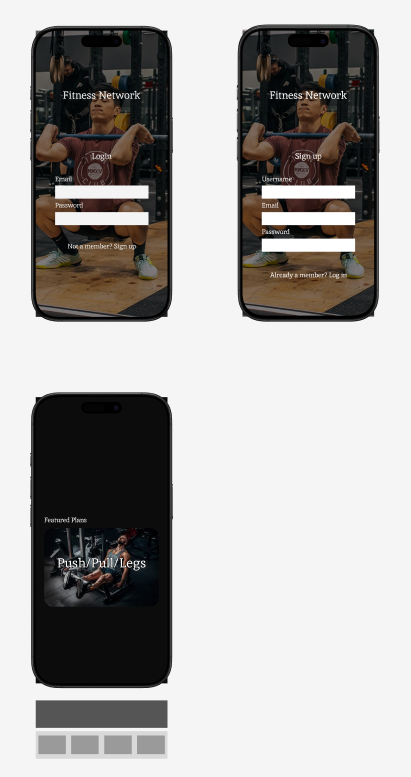 Fitness Network
Login
Email
Password
Not a member? Sign up
Fitness Network
Sign up
Username
Email
Password
Already a member? Log in
Featured Plans
Push/Pull/Legs